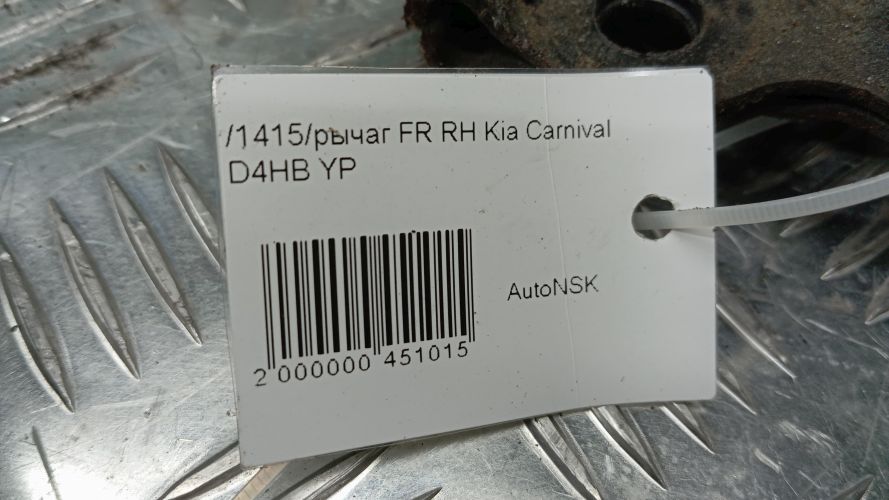 /1415/рычаг FR RH Kia Carnival
D4HB YP
AutoNSK
2 000000 451015